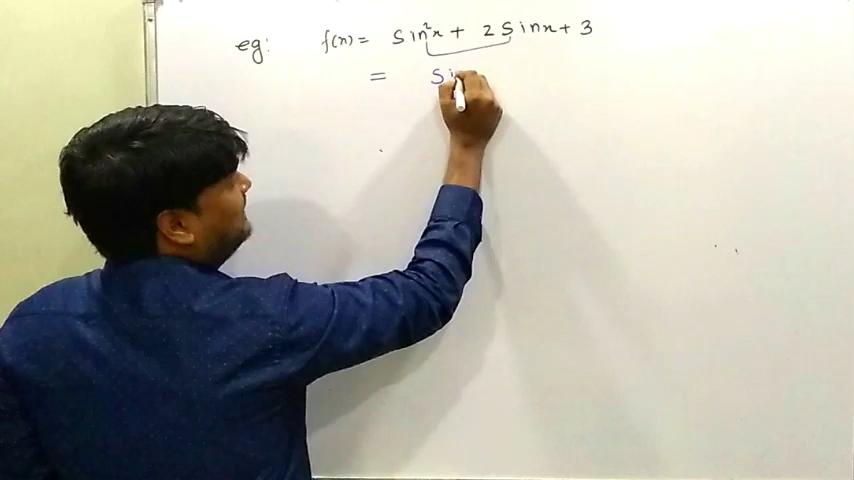 eg: f(x) = Sin²x + 2Sinx + 3
= Si